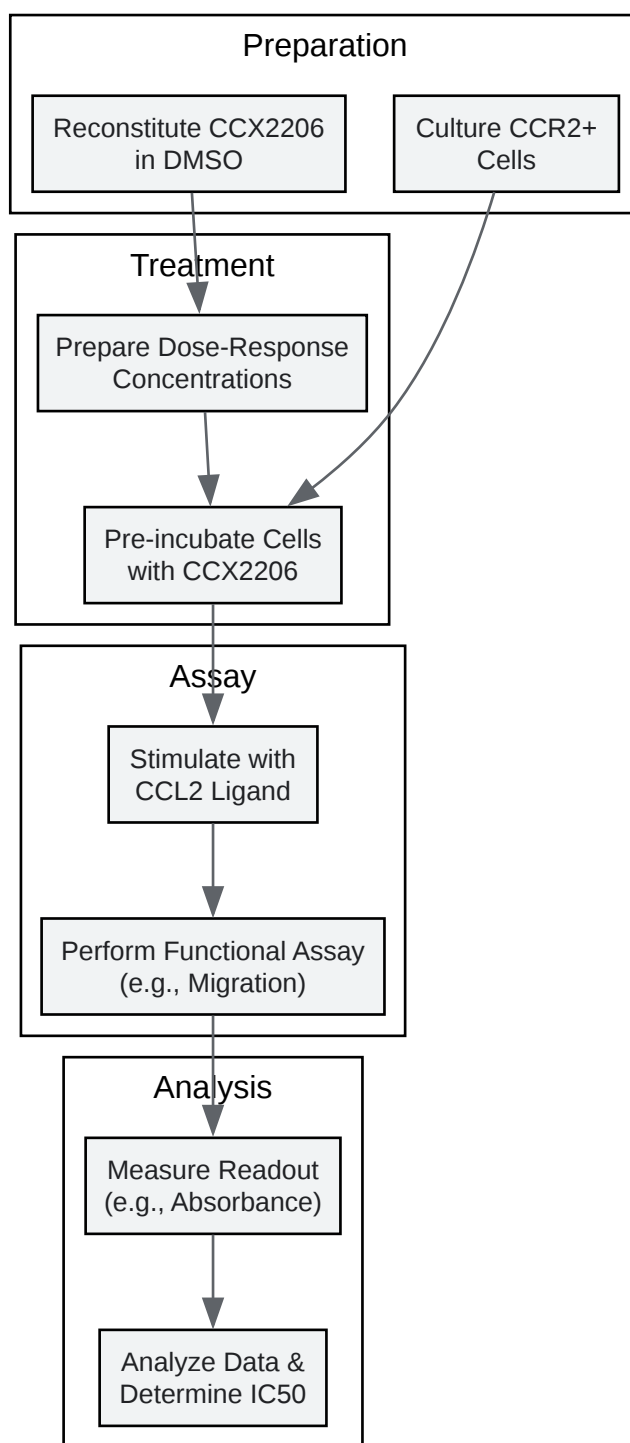 Preparation
Reconstitute CCX2206
in DMSO
Culture CCR2+
Cells
Treatment
Prepare Dose-Response
Concentrations
Pre-incubate Cells
with CCX2206
Assay
Stimulate with
CCL2 Ligand
Perform Functional Assay
(e.g., Migration)
Analysis
Measure Readout
(e.g., Absorbance)
Analyze Data &
Determine IC50